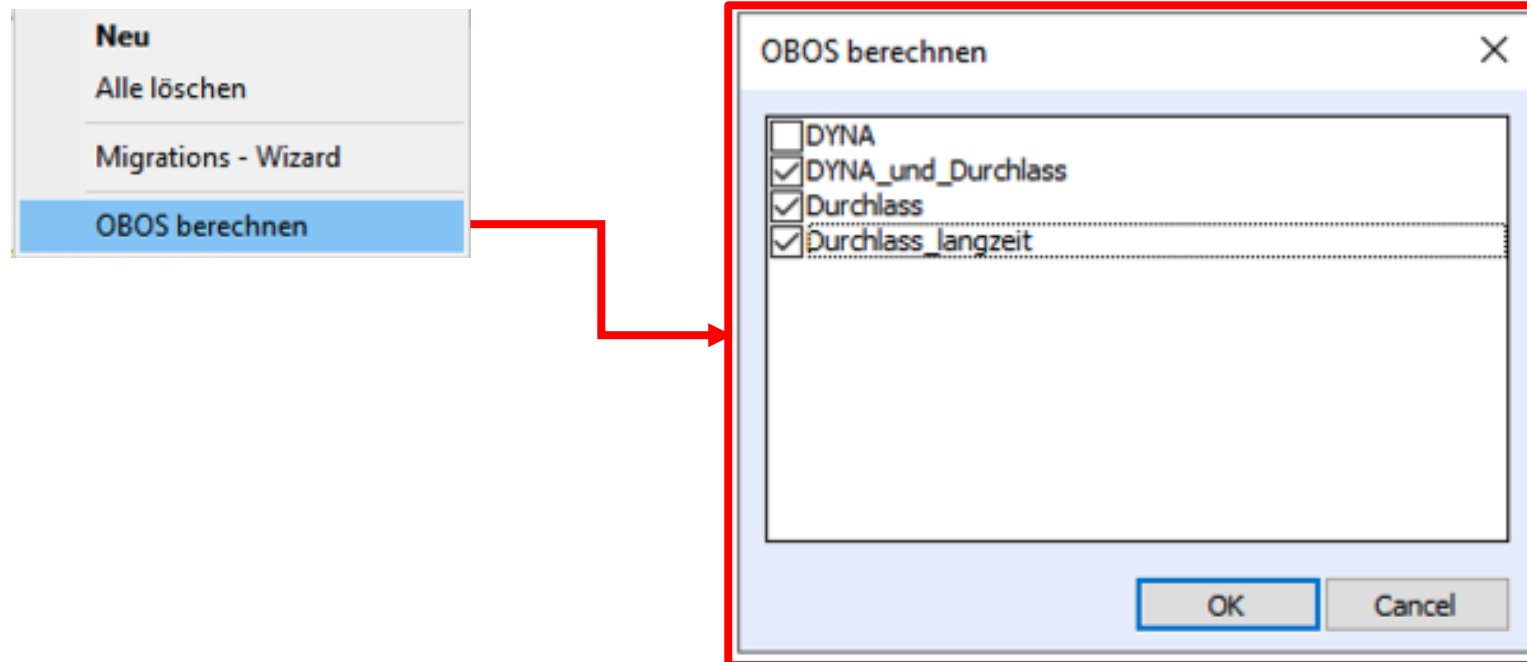 Neu
Alle löschen
Migrations - Wizard
OBOS berechnen
OBOS berechnen
DYNA
DYNA_und_Durchlass
Durchlass
Durchlass_langzeit
OK
Cancel